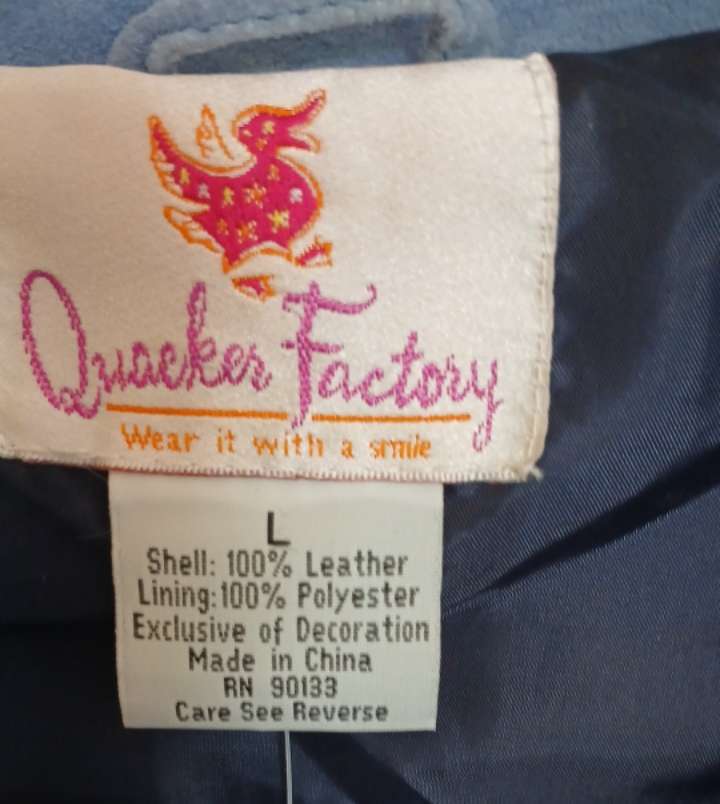 Quacker Factory
Wear it with a smile
L
Shell: 100% Leather
Lining:100% Polyester
Exclusive of Decoration
Made in China
RN 90133
Care See Reverse